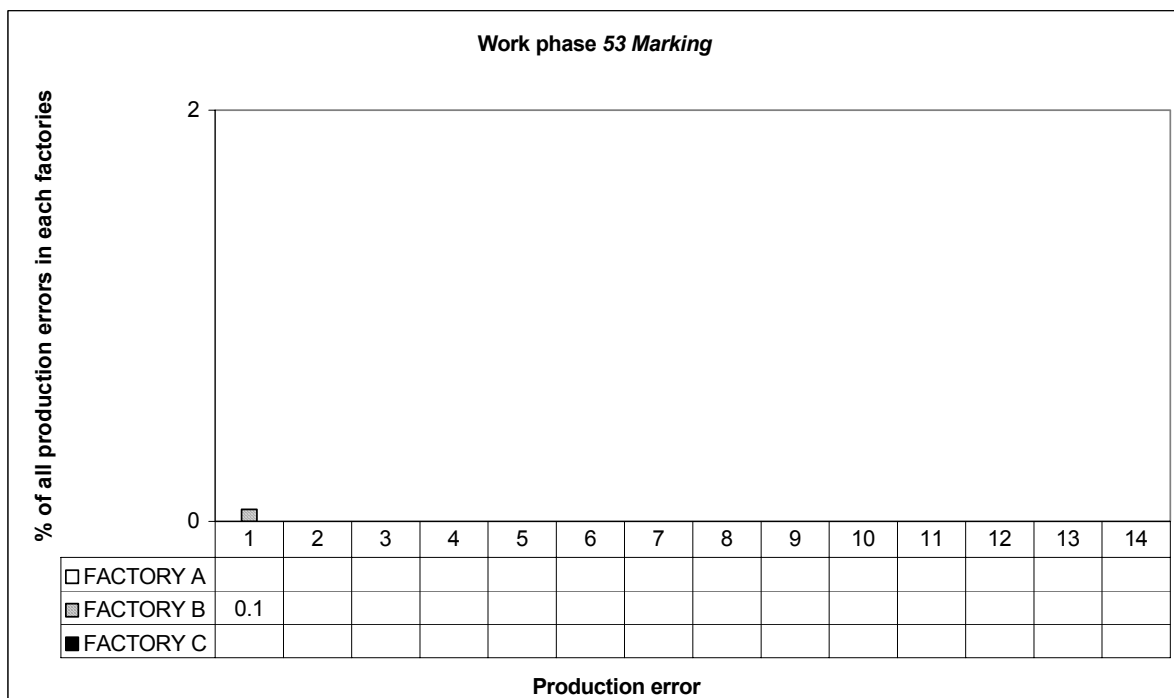 Work phase 53 Marking
% of all production errors in each factories
2
0
1 2 3 4 5 6 7 8 9 10 11 12 13 14
FACTORY A
FACTORY B 0.1
FACTORY C
Production error